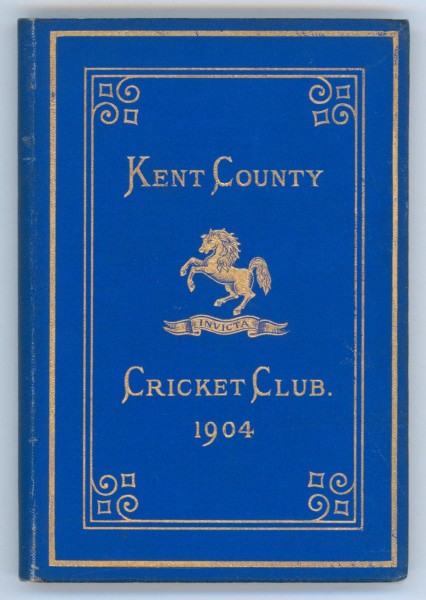 KENT COUNTY
INVICTA
CRICKET CLUB.
1904